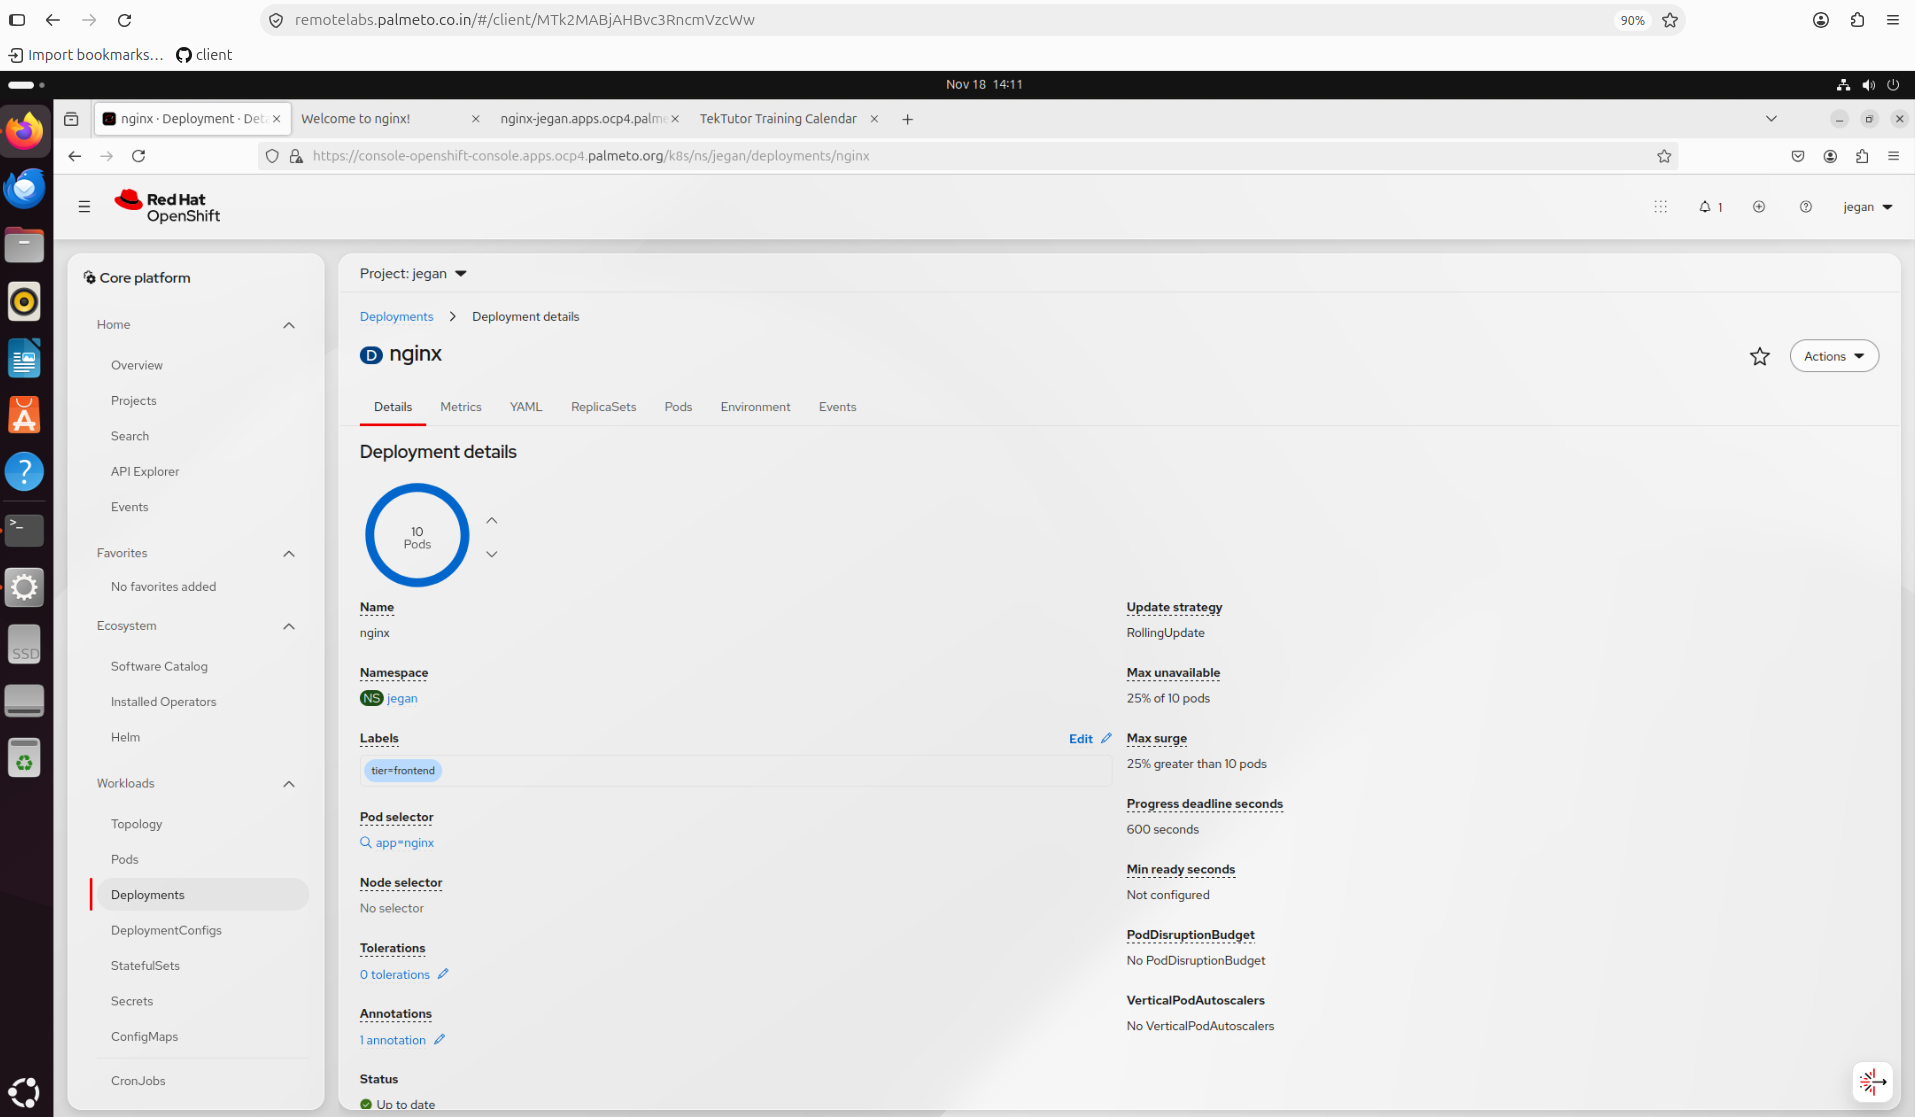 remotelabs.palmeto.co.in/#/client/MTk2MABjAHBvc3RncmVzcWw
90%
Import bookmarks...
client
Nov 18 14:11
nginx · Deployment · Deta
Welcome to nginx!
nginx-jegan.apps.ocp4.palme
TekTutor Training Calendar
https://console-openshift-console.apps.ocp4.palmeto.org/k8s/ns/jegan/deployments/nginx
Red Hat
OpenShift
1
jegan
Core platform
Home
Overview
Projects
Search
API Explorer
Events
Favorites
No favorites added
Ecosystem
Software Catalog
Installed Operators
Helm
Workloads
Topology
Pods
Deployments
DeploymentConfigs
StatefulSets
Secrets
ConfigMaps
CronJobs
Project: jegan
Deployments
Deployment details
D nginx
Actions
Details
Metrics
YAML
ReplicaSets
Pods
Environment
Events
Deployment details
10
Pods
Name
nginx
Namespace
NS jegan
Labels
Edit
tier=frontend
Pod selector
app=nginx
Node selector
No selector
Tolerations
0 tolerations
Annotations
1 annotation
Status
Up to date
Update strategy
RollingUpdate
Max unavailable
25% of 10 pods
Max surge
25% greater than 10 pods
Progress deadline seconds
600 seconds
Min ready seconds
Not configured
PodDisruptionBudget
No PodDisruptionBudget
VerticalPodAutoscalers
No VerticalPodAutoscalers
SSD